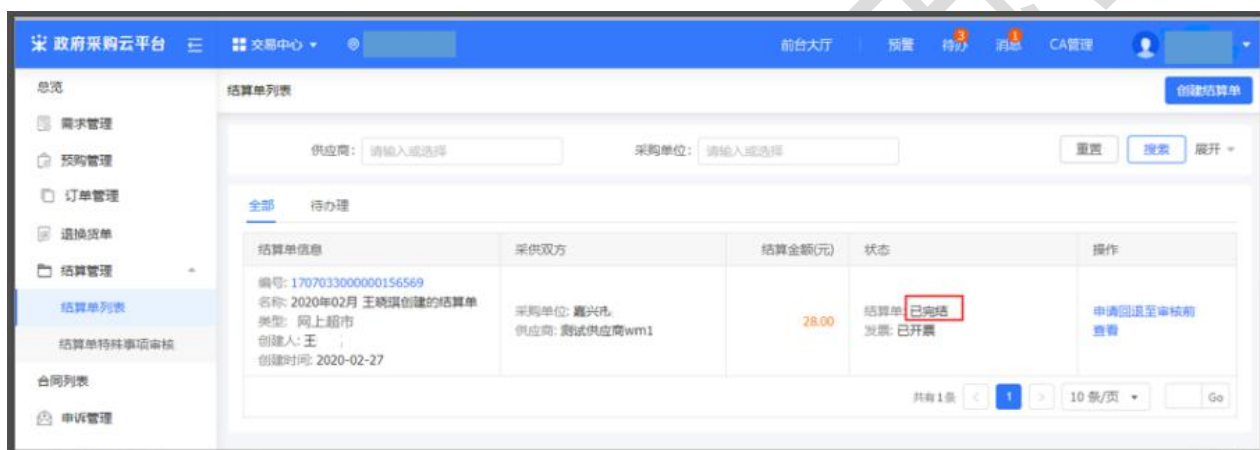 政府采购云平台
交易中心
前台大厅
预警
待办
3
消息
1
CA管理
总览
需求管理
预购管理
订单管理
退换货单
结算管理
结算单列表
结算单特殊事项审核
合同列表
申诉管理
结算单列表
创建结算单
供应商: 请输入或选择
采购单位: 请输入或选择
重置
搜索
展开
全部
待办理
结算单信息
采供双方
结算金额(元)
状态
操作
编号: 1707033000000156569
名称: 2020年02月 王晓琪创建的结算单
类型: 网上超市
创建人: 王
创建时间: 2020-02-27
采购单位: 嘉兴市
供应商: 测试供应商wm1
28.00
结算单: 已完结
发票: 已开票
申请回退至审核前
查看
共有1条
1
10 条/页
Go